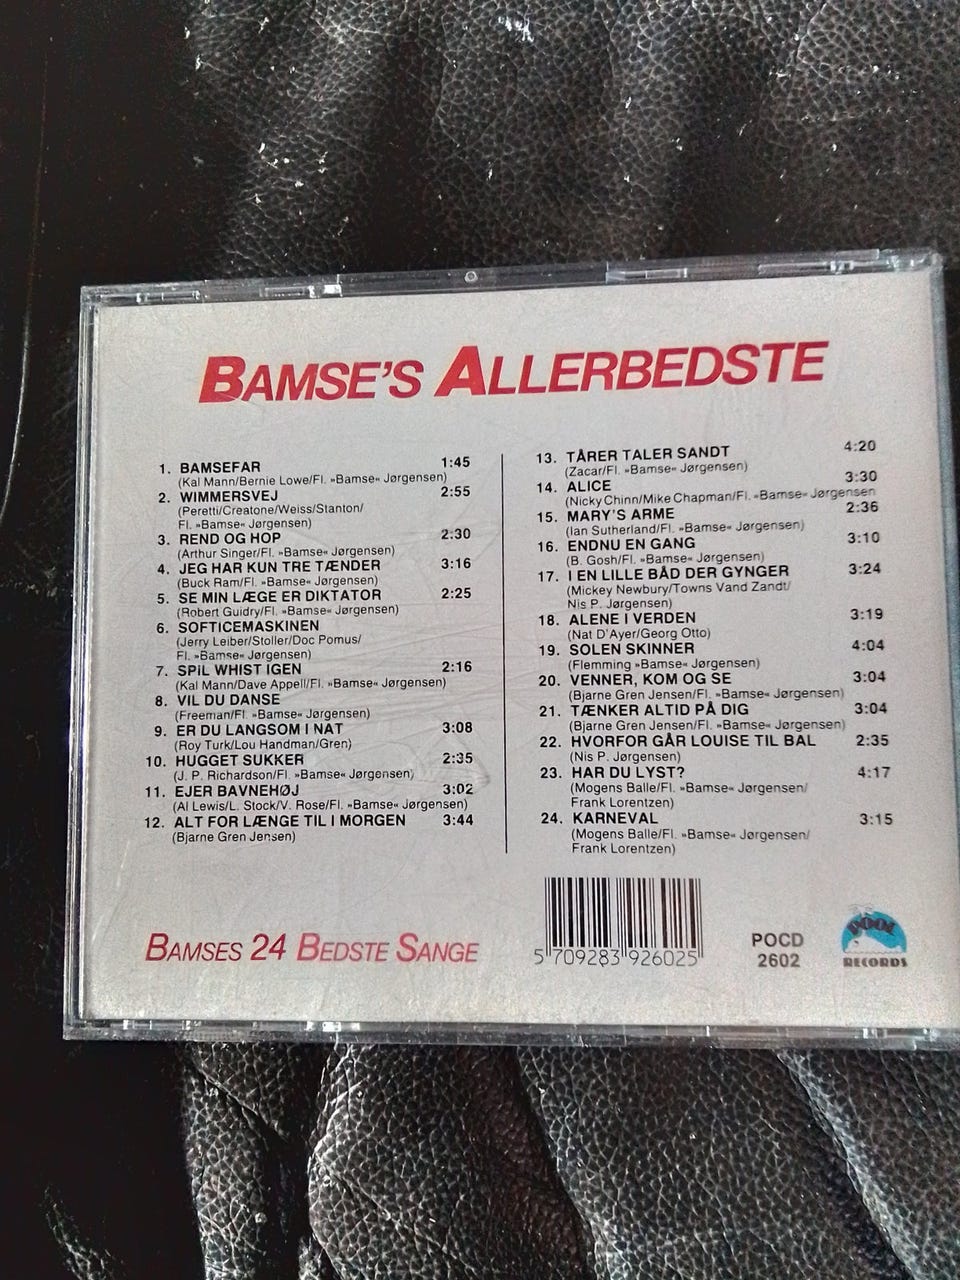 BAMSE'S ALLERBEDSTE
1. BAMSEFAR 1:45
(Kal Mann/Bernie Lowe/Fl. »Bamse« Jørgensen)
2. WIMMERSVEJ 2:55
(Peretti/Creatone/Weiss/Stanton/
Fl. »Bamse« Jørgensen)
3. REND OG HOP 2:30
(Arthur Singer/Fl. »Bamse« Jørgensen)
4. JEG HAR KUN TRE TÆNDER 3:16
(Buck Ram/Fl. »Bamse« Jørgensen)
5. SE MIN LÆGE ER DIKTATOR 2:25
(Robert Guidry/Fl. »Bamse« Jørgensen)
6. SOFTICEMASKINEN
(Jerry Leiber/Stoller/Doc Pomus/
Fl. »Bamse« Jørgensen)
7. SPIL WHIST IGEN 2:16
(Kal Mann/Dave Appell/Fl. »Bamse« Jørgensen)
8. VIL DU DANSE
(Freeman/Fl. »Bamse« Jørgensen)
9. ER DU LANGSOM I NAT 3:08
(Roy Turk/Lou Handman/Gren)
10. HUGGET SUKKER 2:35
(J. P. Richardson/Fl. »Bamse« Jørgensen)
11. EJER BAVNEHØJ 3:02
(Al Lewis/L. Stock/V. Rose/Fl. »Bamse« Jørgensen)
12. ALT FOR LÆNGE TIL I MORGEN 3:44
(Bjarne Gren Jensen)
13. TÅRER TALER SANDT 4:20
(Zacar/Fl. »Bamse« Jørgensen)
14. ALICE 3:30
(Nicky Chinn/Mike Chapman/Fl. »Bamse« Jørgensen
15. MARY'S ARME 2:36
(Ian Sutherland/Fl. »Bamse« Jørgensen)
16. ENDNU EN GANG 3:10
(B. Gosh/Fl. »Bamse« Jørgensen)
17. I EN LILLE BÅD DER GYNGER 3:24
(Mickey Newbury/Towns Vand Zandt/
Nis P. Jørgensen)
18. ALENE I VERDEN 3:19
(Nat D'Ayer/Georg Otto)
19. SOLEN SKINNER 4:04
(Flemming »Bamse« Jørgensen)
20. VENNER, KOM OG SE 3:04
(Bjarne Gren Jensen/Fl. »Bamse« Jørgensen)
21. TÆNKER ALTID PÅ DIG 3:04
(Bjarne Gren Jensen/Fl. »Bamse« Jørgensen)
22. HVORFOR GÅR LOUISE TIL BAL 2:35
(Nis P. Jørgensen)
23. HAR DU LYST? 4:17
(Mogens Balle/Fl. »Bamse« Jørgensen/
Frank Lorentzen)
24. KARNEVAL 3:15
(Mogens Balle/Fl. »Bamse« Jørgensen/
Frank Lorentzen)
BAMSES 24 BEDSTE SANGE
5 709283 926025
POCD
2602
POOL
RECORDS